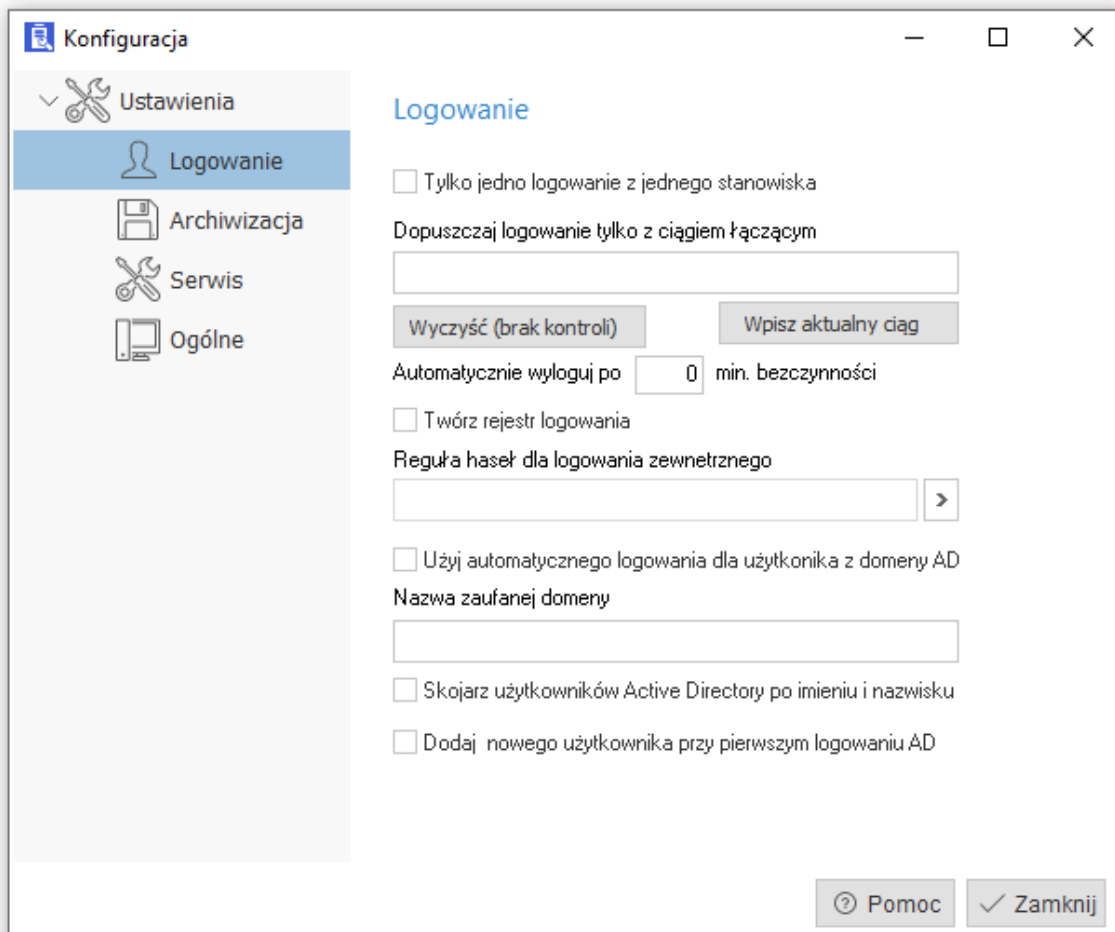 Konfiguracja
Ustawienia
Logowanie
Archiwizacja
Serwis
Ogólne
Logowanie
Tylko jedno logowanie z jednego stanowiska
Dopuszczaj logowanie tylko z ciągiem łączącym
Wyczyść (brak kontroli) Wpisz aktualny ciąg
Automatycznie wyloguj po 0 min. bezczynności
Twórz rejestr logowania
Reguła haseł dla logowania zewnetrznego
Użyj automatycznego logowania dla użytkonika z domeny AD
Nazwa zaufanej domeny
Skojarz użytkowników Active Directory po imieniu i nazwisku
Dodaj  nowego użytkownika przy pierwszym logowaniu AD
Pomoc Zamknij